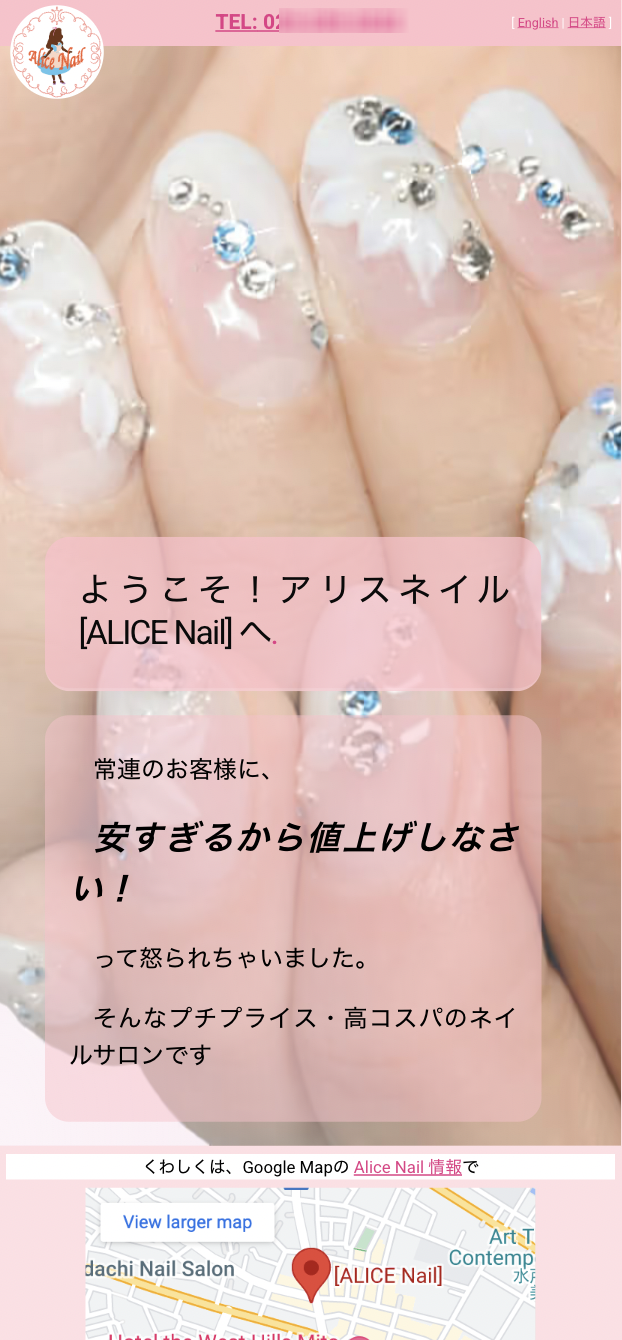 Alice Nail
TEL: 02
[ English | 日本語 ]
ようこそ！アリスネイル
[ALICE Nail] へ.
常連のお客様に、
安すぎるから値上げしなさ
い！
って怒られちゃいました。
そんなプチプライス・高コスパのネイ
ルサロンです
くわしくは、Google Mapの Alice Nail 情報で
View larger map
Art T
Contemp
水戸
dachi Nail Salon
[ALICE Nail]
Hotel the West Hills Mito